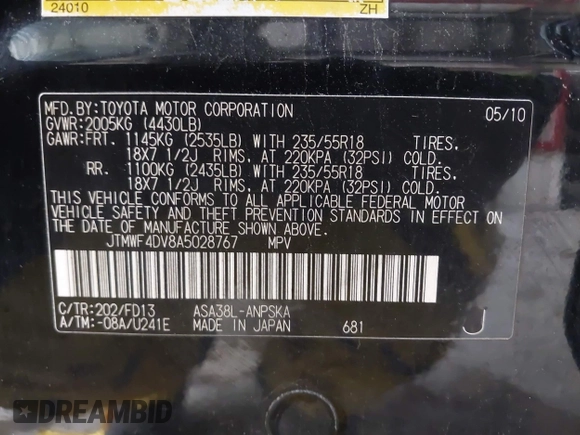 24010 ZH
MFD.BY:TOYOTA MOTOR CORPORATION 05/10
GVWR:2005KG (4430LB)
GAWR:FRT. 1145KG (2535LB) WITH 235/55R18 TIRES,
18X7 1/2J RIMS, AT 220KPA (32PSI) COLD.
RR. 1100KG (2435LB) WITH 235/55R18 TIRES,
18X7 1/2J RIMS, AT 220KPA (32PSI) COLD.
THIS VEHICLE CONFORMS TO ALL APPLICABLE FEDERAL MOTOR
VEHICLE SAFETY AND THEFT PREVENTION STANDARDS IN EFFECT ON
THE DATE OF MANUFACTURE SHOWN ABOVE.
JTMWF4DV8A5028767 MPV
C/TR:202/FD13 ASA38L-ANPSKA
A/TM:-08A/U241E MADE IN JAPAN 681 J
DREAMBID